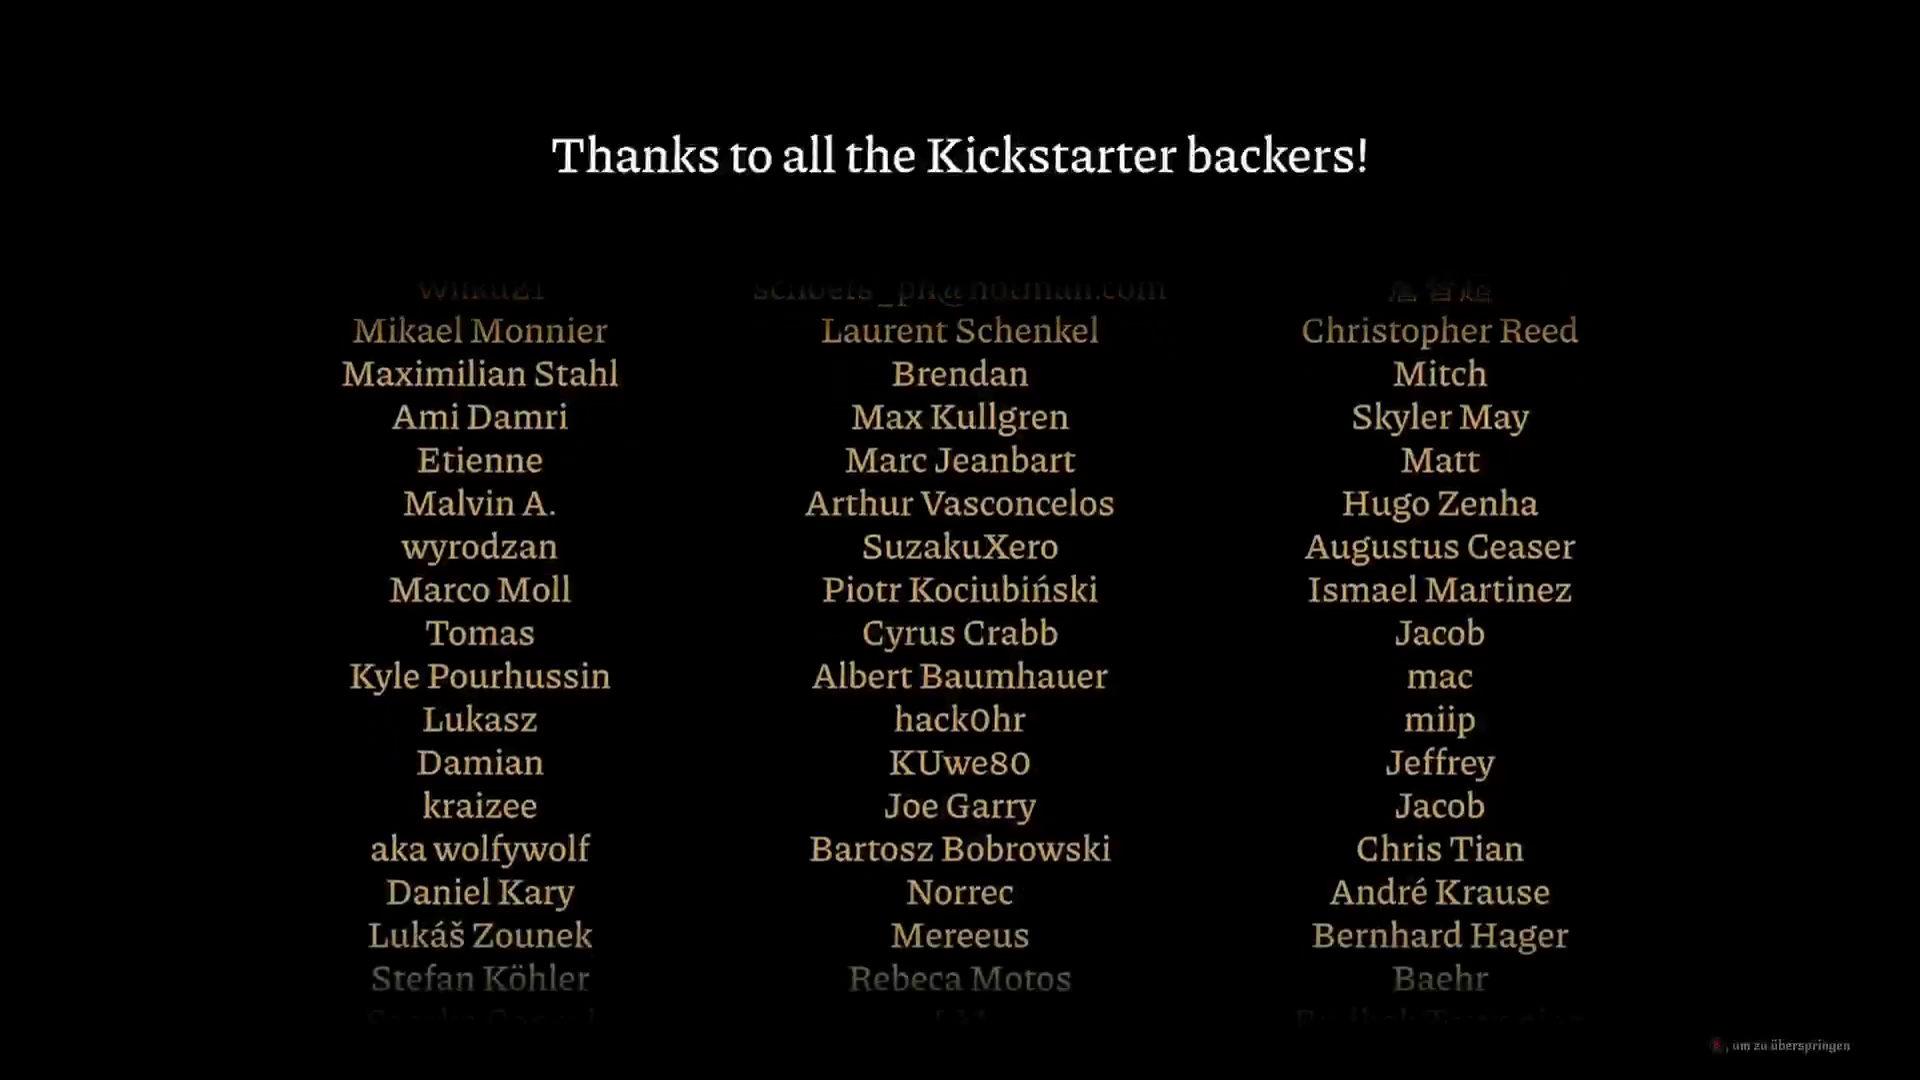 Thanks to all the Kickstarter backers!
Mikael Monnier
Laurent Schenkel
Christopher Reed
Maximilian Stahl
Brendan
Mitch
Ami Damri
Max Kullgren
Skyler May
Etienne
Marc Jeanbart
Matt
Malvin A.
Arthur Vasconcelos
Hugo Zenha
wyrodzan
SuzakuXero
Augustus Ceaser
Marco Moll
Piotr Kociubiński
Ismael Martinez
Tomas
Cyrus Crabb
Jacob
Kyle Pourhussin
Albert Baumhauer
mac
Lukasz
hack0hr
miip
Damian
KUwe80
Jeffrey
kraizee
Joe Garry
Jacob
aka wolfywolf
Bartosz Bobrowski
Chris Tian
Daniel Kary
Norrec
André Krause
Lukáš Zounek
Mereeus
Bernhard Hager
Stefan Köhler
Rebeca Motos
Baehr
, um zu überspringen